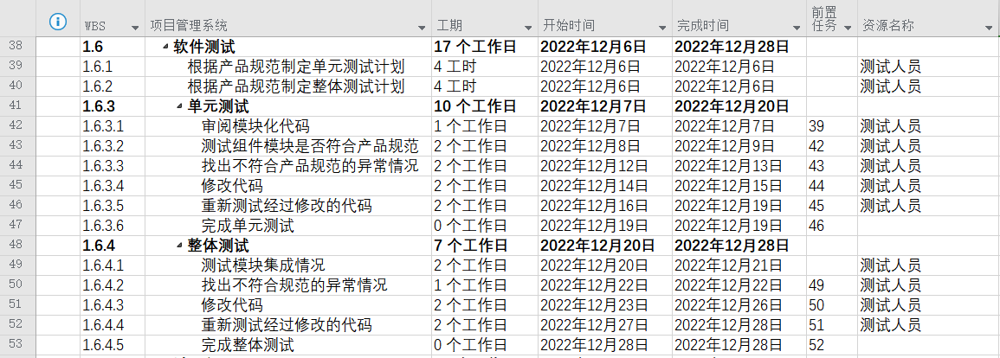 WBS 项目管理系统 工期 开始时间 完成时间 前置任务 资源名称
38 1.6 软件测试 17 个工作日 2022年12月6日 2022年12月28日
39 1.6.1 根据产品规范制定单元测试计划 4 工时 2022年12月6日 2022年12月6日 测试人员
40 1.6.2 根据产品规范制定整体测试计划 4 工时 2022年12月6日 2022年12月6日 测试人员
41 1.6.3 单元测试 10 个工作日 2022年12月7日 2022年12月20日
42 1.6.3.1 审阅模块化代码 1 个工作日 2022年12月7日 2022年12月7日 39 测试人员
43 1.6.3.2 测试组件模块是否符合产品规范 2 个工作日 2022年12月8日 2022年12月9日 42 测试人员
44 1.6.3.3 找出不符合产品规范的异常情况 2 个工作日 2022年12月12日 2022年12月13日 43 测试人员
45 1.6.3.4 修改代码 2 个工作日 2022年12月14日 2022年12月15日 44 测试人员
46 1.6.3.5 重新测试经过修改的代码 2 个工作日 2022年12月16日 2022年12月19日 45 测试人员
47 1.6.3.6 完成单元测试 0 个工作日 2022年12月19日 2022年12月19日 46
48 1.6.4 整体测试 7 个工作日 2022年12月20日 2022年12月28日
49 1.6.4.1 测试模块集成情况 2 个工作日 2022年12月20日 2022年12月21日 测试人员
50 1.6.4.2 找出不符合规范的异常情况 1 个工作日 2022年12月22日 2022年12月22日 49 测试人员
51 1.6.4.3 修改代码 2 个工作日 2022年12月23日 2022年12月26日 50 测试人员
52 1.6.4.4 重新测试经过修改的代码 2 个工作日 2022年12月27日 2022年12月28日 51 测试人员
53 1.6.4.5 完成整体测试 0 个工作日 2022年12月28日 2022年12月28日 52